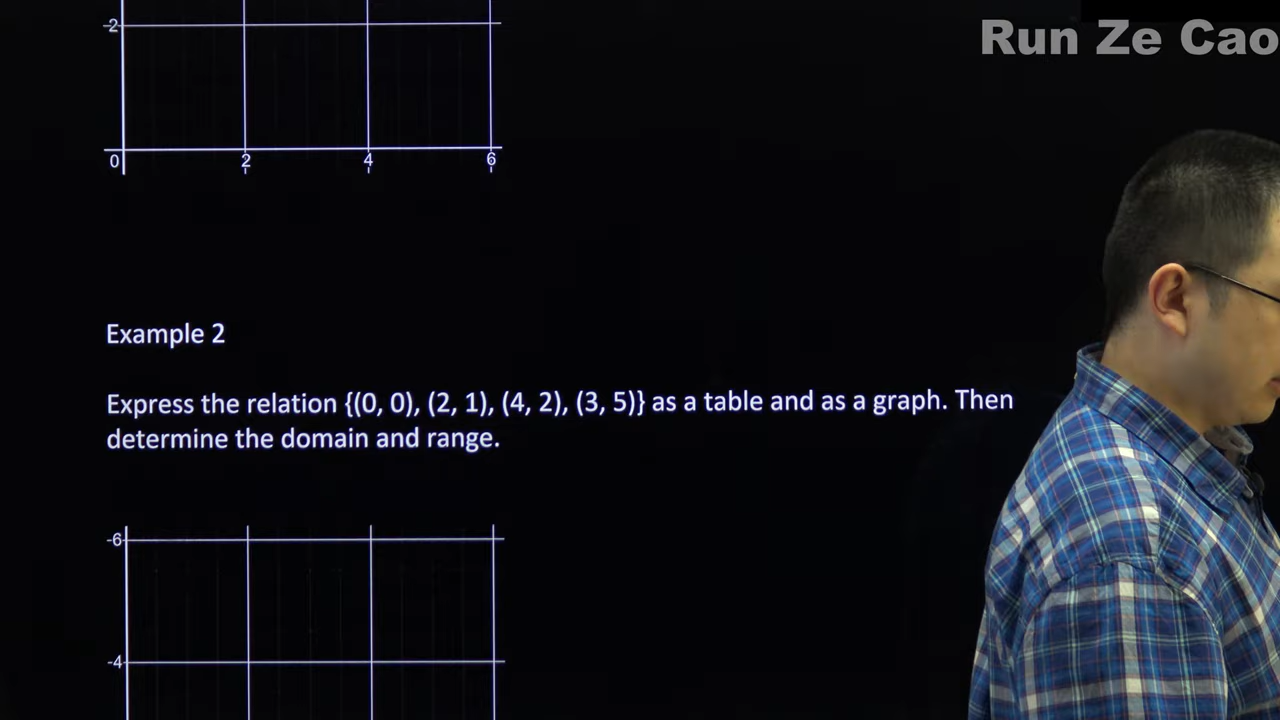 Run Ze Cao
-2
0 2 4 6
Example 2
Express the relation {(0, 0), (2, 1), (4, 2), (3, 5)} as a table and as a graph. Then
determine the domain and range.
-6
-4